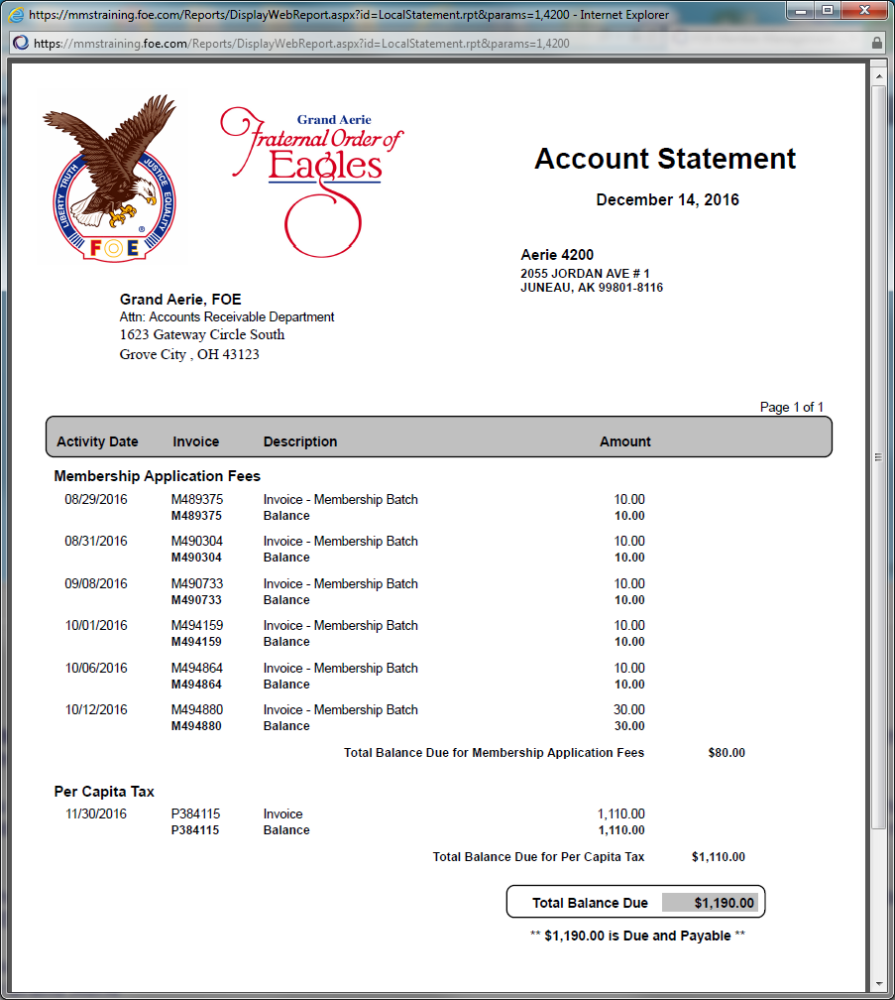 https://mmstraining.foe.com/Reports/DisplayWebReport.aspx?id=LocalStatement.rpt&params=1,4200 - Internet Explorer
https://mmstraining.foe.com/Reports/DisplayWebReport.aspx?id=LocalStatement.rpt&params=1,4200
LIBERTY TRUTH JUSTICE EQUALITY
®
FOE
Grand Aerie
Fraternal Order of
Eagles
Account Statement
December 14, 2016
Aerie 4200
2055 JORDAN AVE # 1
JUNEAU, AK 99801-8116
Grand Aerie, FOE
Attn: Accounts Receivable Department
1623 Gateway Circle South
Grove City , OH 43123
Page 1 of 1
Activity Date Invoice Description Amount
Membership Application Fees
08/29/2016 M489375 Invoice - Membership Batch 10.00
M489375 Balance 10.00
08/31/2016 M490304 Invoice - Membership Batch 10.00
M490304 Balance 10.00
09/08/2016 M490733 Invoice - Membership Batch 10.00
M490733 Balance 10.00
10/01/2016 M494159 Invoice - Membership Batch 10.00
M494159 Balance 10.00
10/06/2016 M494864 Invoice - Membership Batch 10.00
M494864 Balance 10.00
10/12/2016 M494880 Invoice - Membership Batch 30.00
M494880 Balance 30.00
Total Balance Due for Membership Application Fees $80.00
Per Capita Tax
11/30/2016 P384115 Invoice 1,110.00
P384115 Balance 1,110.00
Total Balance Due for Per Capita Tax $1,110.00
Total Balance Due $1,190.00
** $1,190.00 is Due and Payable **